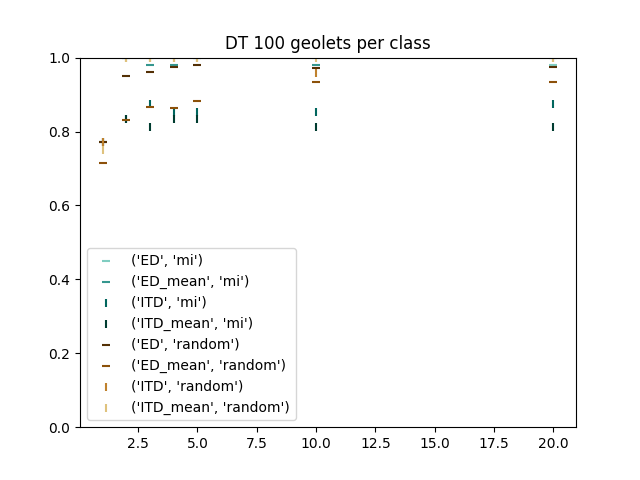 DT 100 geolets per class
1.0
0.8
0.6
0.4
0.2
0.0
('ED', 'mi')
('ED_mean', 'mi')
('ITD', 'mi')
('ITD_mean', 'mi')
('ED', 'random')
('ED_mean', 'random')
('ITD', 'random')
('ITD_mean', 'random')
2.5 5.0 7.5 10.0 12.5 15.0 17.5 20.0